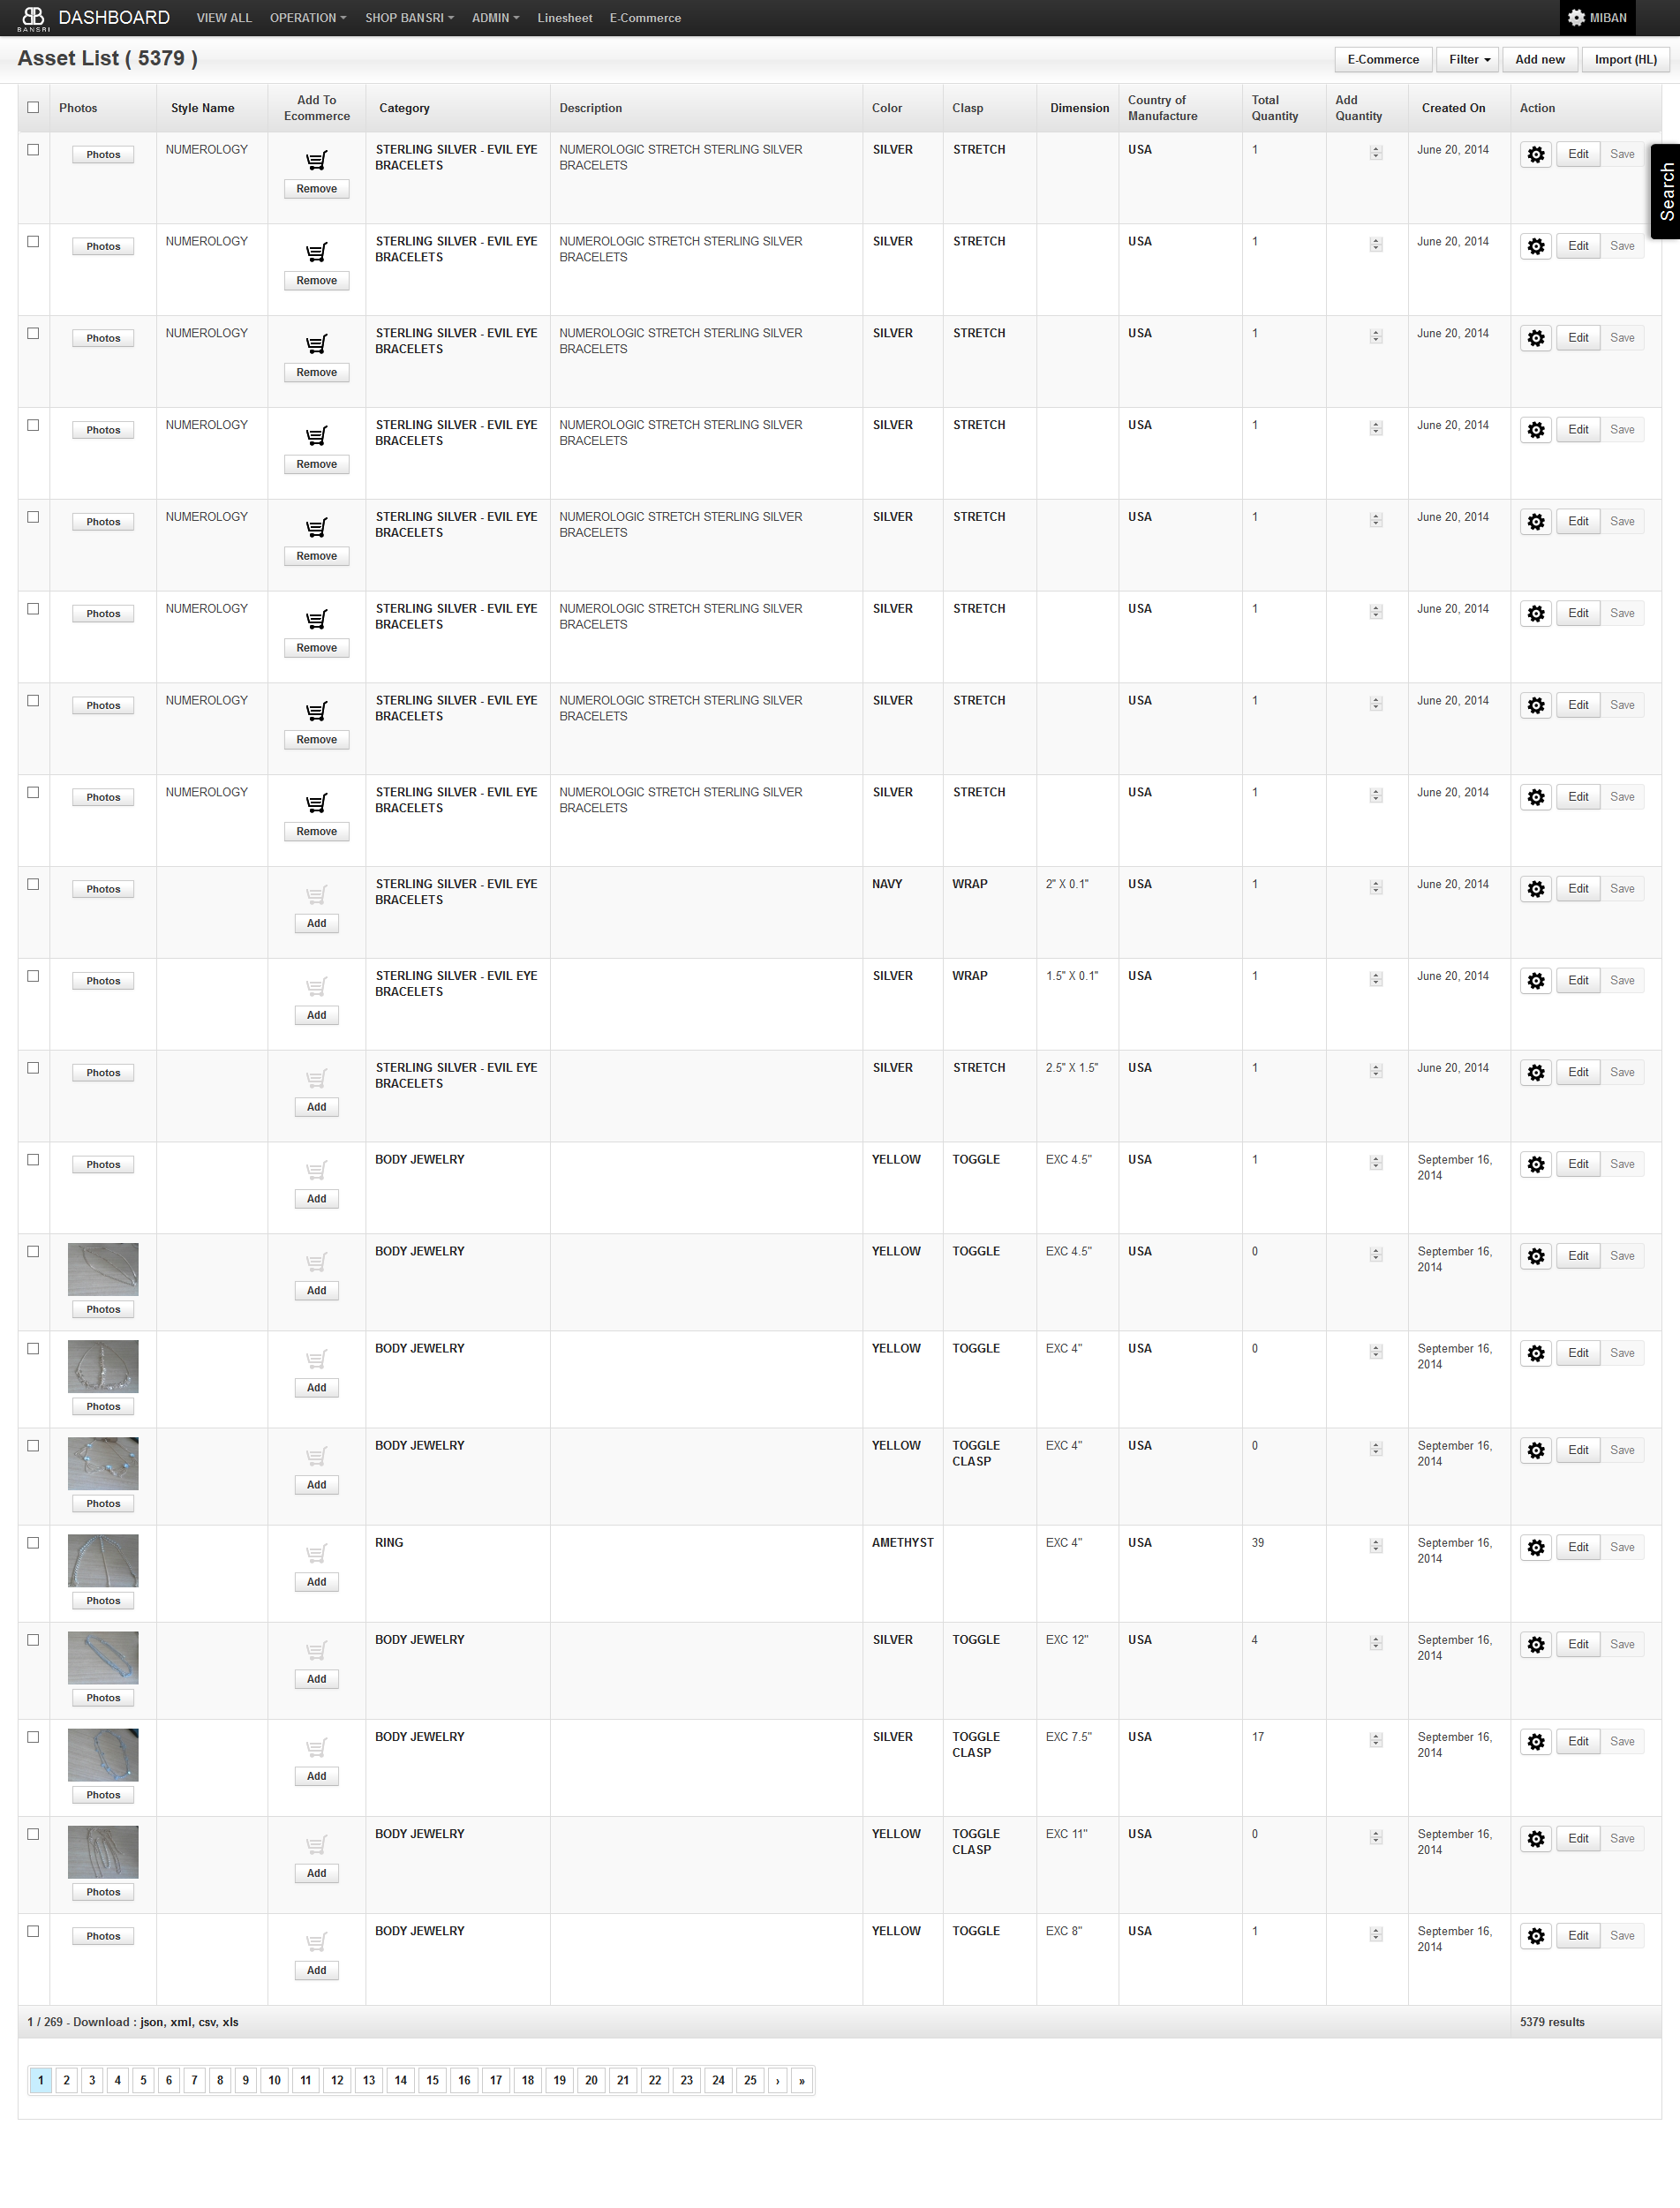 BANSRI DASHBOARD VIEW ALL OPERATION SHOP BANSRI ADMIN Linesheet E-Commerce MIBAN
Asset List ( 5379 ) E-Commerce Filter Add new Import (HL)
Photos Style Name Add To Ecommerce Category Description Color Clasp Dimension Country of Manufacture Total Quantity Add Quantity Created On Action
Search
Photos NUMEROLOGY Remove STERLING SILVER - EVIL EYE BRACELETS NUMEROLOGIC STRETCH STERLING SILVER BRACELETS SILVER STRETCH USA 1 June 20, 2014 Edit Save
Photos NUMEROLOGY Remove STERLING SILVER - EVIL EYE BRACELETS NUMEROLOGIC STRETCH STERLING SILVER BRACELETS SILVER STRETCH USA 1 June 20, 2014 Edit Save
Photos NUMEROLOGY Remove STERLING SILVER - EVIL EYE BRACELETS NUMEROLOGIC STRETCH STERLING SILVER BRACELETS SILVER STRETCH USA 1 June 20, 2014 Edit Save
Photos NUMEROLOGY Remove STERLING SILVER - EVIL EYE BRACELETS NUMEROLOGIC STRETCH STERLING SILVER BRACELETS SILVER STRETCH USA 1 June 20, 2014 Edit Save
Photos NUMEROLOGY Remove STERLING SILVER - EVIL EYE BRACELETS NUMEROLOGIC STRETCH STERLING SILVER BRACELETS SILVER STRETCH USA 1 June 20, 2014 Edit Save
Photos NUMEROLOGY Remove STERLING SILVER - EVIL EYE BRACELETS NUMEROLOGIC STRETCH STERLING SILVER BRACELETS SILVER STRETCH USA 1 June 20, 2014 Edit Save
Photos NUMEROLOGY Remove STERLING SILVER - EVIL EYE BRACELETS NUMEROLOGIC STRETCH STERLING SILVER BRACELETS SILVER STRETCH USA 1 June 20, 2014 Edit Save
Photos NUMEROLOGY Remove STERLING SILVER - EVIL EYE BRACELETS NUMEROLOGIC STRETCH STERLING SILVER BRACELETS SILVER STRETCH USA 1 June 20, 2014 Edit Save
Photos Add STERLING SILVER - EVIL EYE BRACELETS NAVY WRAP 2" X 0.1" USA 1 June 20, 2014 Edit Save
Photos Add STERLING SILVER - EVIL EYE BRACELETS SILVER WRAP 1.5" X 0.1" USA 1 June 20, 2014 Edit Save
Photos Add STERLING SILVER - EVIL EYE BRACELETS SILVER STRETCH 2.5" X 1.5" USA 1 June 20, 2014 Edit Save
Photos Add BODY JEWELRY YELLOW TOGGLE EXC 4.5" USA 1 September 16, 2014 Edit Save
Photos Add BODY JEWELRY YELLOW TOGGLE EXC 4.5" USA 0 September 16, 2014 Edit Save
Photos Add BODY JEWELRY YELLOW TOGGLE EXC 4" USA 0 September 16, 2014 Edit Save
Photos Add BODY JEWELRY YELLOW TOGGLE CLASP EXC 4" USA 0 September 16, 2014 Edit Save
Photos Add RING AMETHYST EXC 4" USA 39 September 16, 2014 Edit Save
Photos Add BODY JEWELRY SILVER TOGGLE EXC 12" USA 4 September 16, 2014 Edit Save
Photos Add BODY JEWELRY SILVER TOGGLE CLASP EXC 7.5" USA 17 September 16, 2014 Edit Save
Photos Add BODY JEWELRY YELLOW TOGGLE CLASP EXC 11" USA 0 September 16, 2014 Edit Save
Photos Add BODY JEWELRY YELLOW TOGGLE EXC 8" USA 1 September 16, 2014 Edit Save
1 / 269 - Download : json, xml, csv, xls 5379 results
1 2 3 4 5 6 7 8 9 10 11 12 13 14 15 16 17 18 19 20 21 22 23 24 25 › »